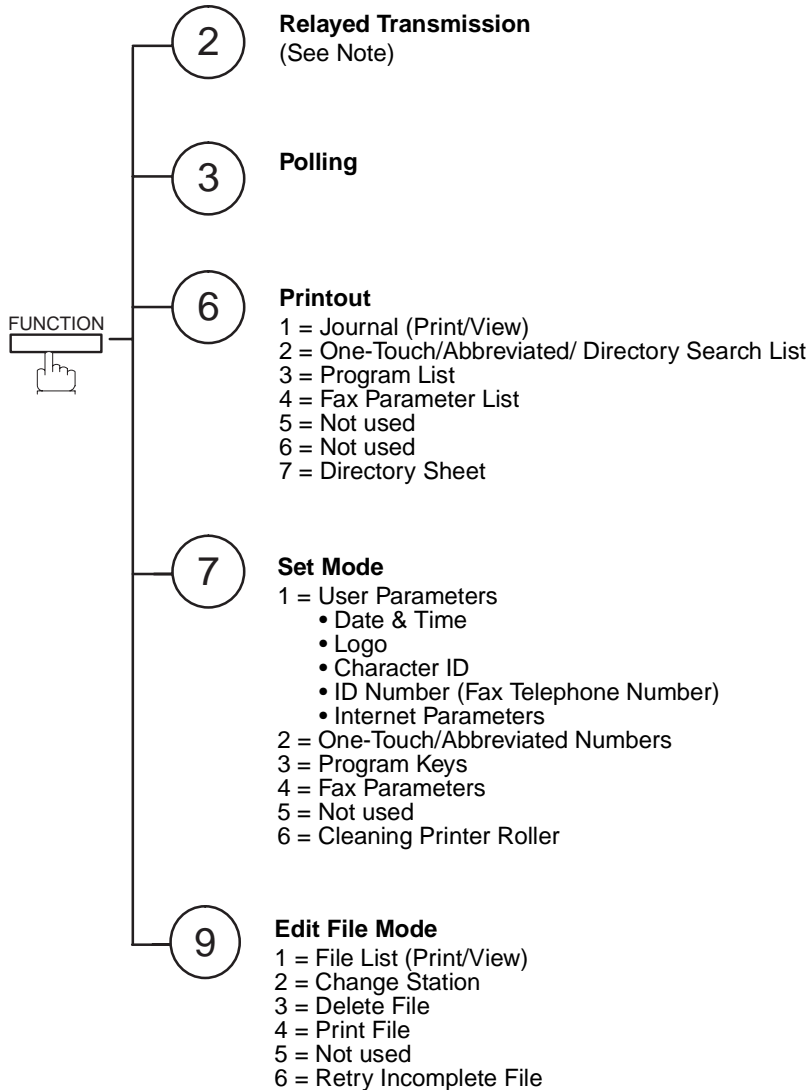 2
Relayed Transmission
(See Note)
3
Polling
FUNCTION
6
Printout
1 = Journal (Print/View)
2 = One-Touch/Abbreviated/ Directory Search List
3 = Program List
4 = Fax Parameter List
5 = Not used
6 = Not used
7 = Directory Sheet
7
Set Mode
1 = User Parameters
• Date & Time
• Logo
• Character ID
• ID Number (Fax Telephone Number)
• Internet Parameters
2 = One-Touch/Abbreviated Numbers
3 = Program Keys
4 = Fax Parameters
5 = Not used
6 = Cleaning Printer Roller
9
Edit File Mode
1 = File List (Print/View)
2 = Change Station
3 = Delete File
4 = Print File
5 = Not used
6 = Retry Incomplete File